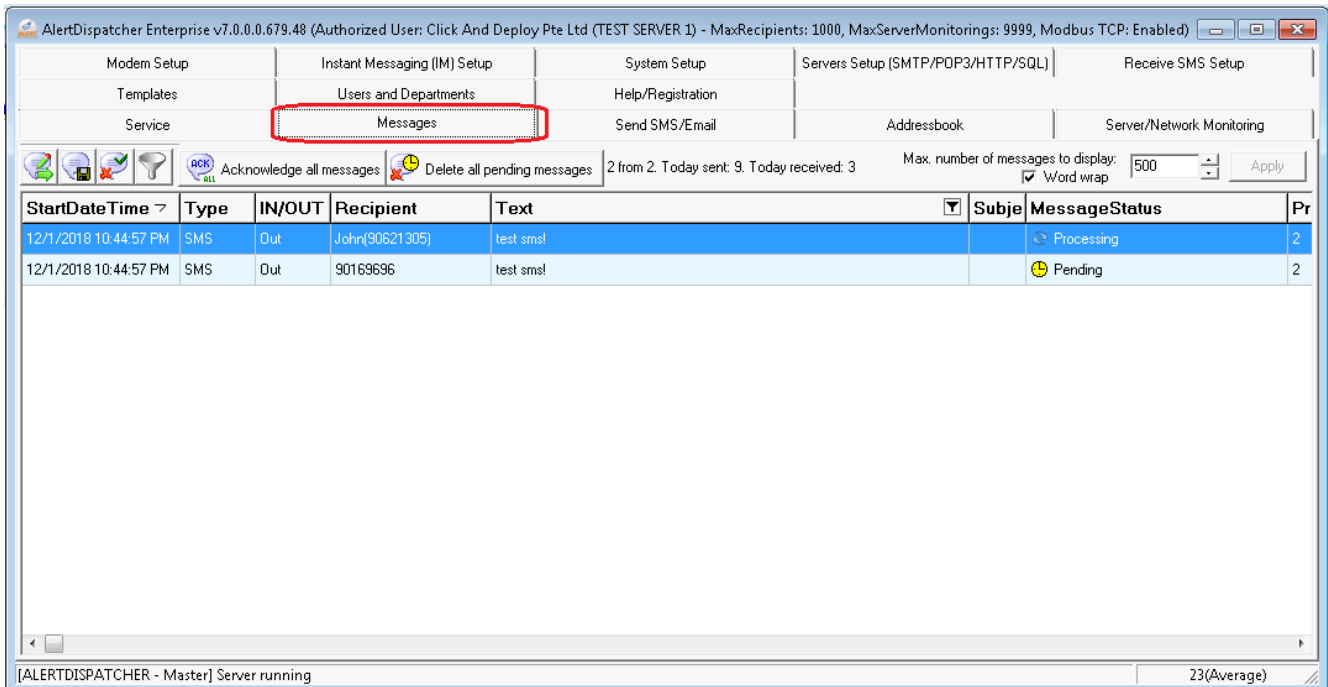 AlertDispatcher Enterprise v7.0.0.0.679.48 (Authorized User: Click And Deploy Pte Ltd (TEST SERVER 1) - MaxRecipients: 1000, MaxServerMonitorings: 9999, Modbus TCP: Enabled)
Modem Setup Instant Messaging (IM) Setup System Setup Servers Setup (SMTP/POP3/HTTP/SQL) Receive SMS Setup
Templates Users and Departments Help/Registration
Service Messages Send SMS/Email Addressbook Server/Network Monitoring
ACK ALL Acknowledge all messages Delete all pending messages 2 from 2. Today sent: 9. Today received: 3 Max. number of messages to display: 500 Apply
Word wrap
StartDateTime Type IN/OUT Recipient Text Subje MessageStatus Pr
12/1/2018 10:44:57 PM SMS Out John(90621305) test sms! Processing 2
12/1/2018 10:44:57 PM SMS Out 90169696 test sms! Pending 2
[ALERTDISPATCHER - Master] Server running 23(Average)